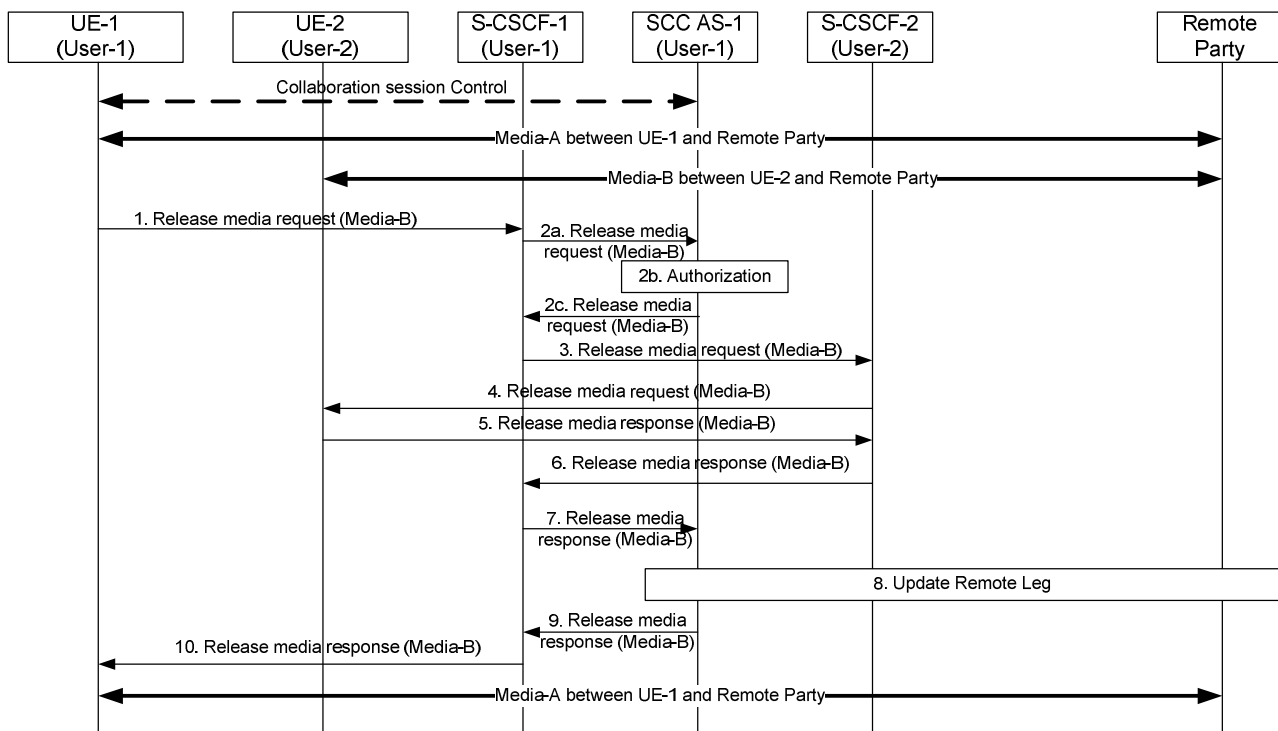 UE-1
(User-1)
UE-2
(User-2)
S-CSCF-1
(User-1)
SCC AS-1
(User-1)
S-CSCF-2
(User-2)
Remote
Party
Collaboration session Control
Media-A between UE-1 and Remote Party
Media-B between UE-2 and Remote Party
1. Release media request (Media-B)
2a. Release media
request (Media-B)
2b. Authorization
2c. Release media
request (Media-B)
3. Release media request (Media-B)
4. Release media request (Media-B)
5. Release media response (Media-B)
6. Release media response (Media-B)
7. Release media
response (Media-B)
8. Update Remote Leg
9. Release media
response (Media-B)
10. Release media response (Media-B)
Media-A between UE-1 and Remote Party